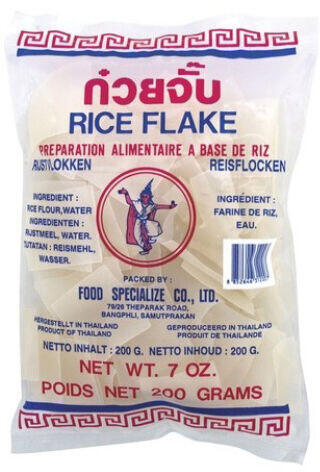 ก๋วยจั๊บ
RICE FLAKE
PREPARATION ALIMENTAIRE A BASE DE RIZ
RIJSTVLOKKEN REISFLOCKEN
INGREDIENT :
RICE FLOUR,WATER
INGREDIENTEN :
RIJSTMEEL, WATER.
ZUTATAN : REISMEHL,
WASSER.
INGRÉDIENT :
FARINE DE RIZ,
EAU.
PACKED BY :
FOOD SPECIALIZE CO., LTD.
79/26 THEPARAK ROAD,
BANGPHLI, SAMUTPRAKAN
HERGESTELLT IN THAILAND
PRODUCT OF THAILAND
GEPRODUCEERD IN THAILAND
PRODUIT DE THAILANDE
NETTO INHALT : 200 G. NETTO INHOUD : 200 G.
NET WT. 7 OZ.
POIDS NET 200 GRAMS